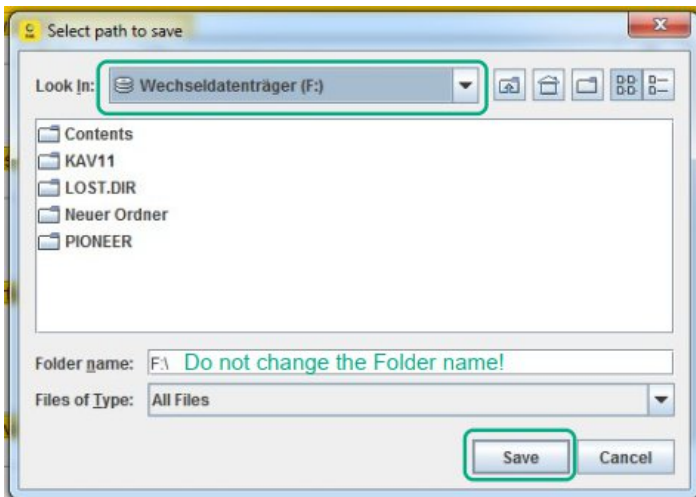 Select path to save
Look In: Wechseldatenträger (F:)
Contents
KAV11
LOST.DIR
Neuer Ordner
PIONEER
Folder name: F:\ Do not change the Folder name!
Files of Type: All Files
Save Cancel